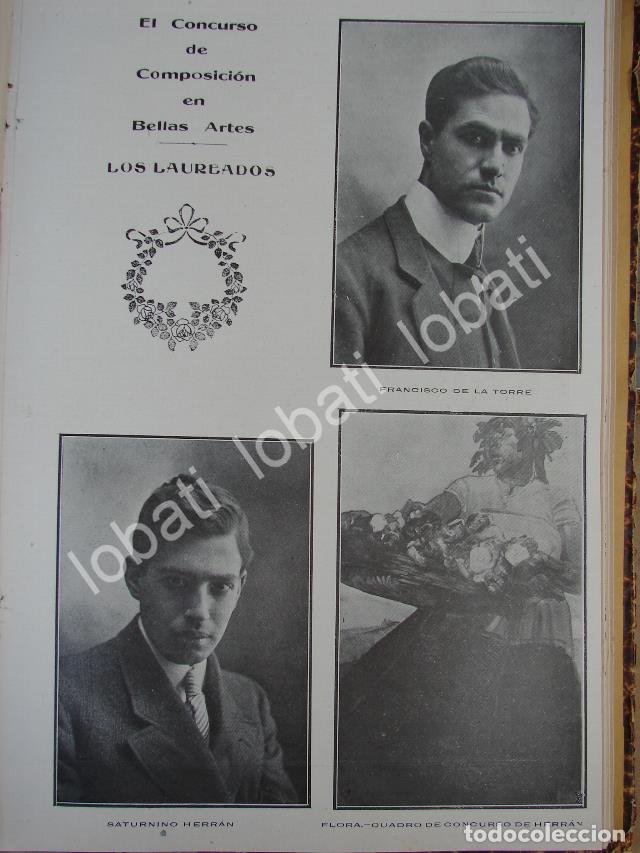 El Concurso
de
Composición
en
Bellas Artes
LOS LAUREADOS
FRANCISCO DE LA TORRE
lobati lobati lobati lobati
SATURNINO HERRÁN
FLORA.—CUADRO DE CONCURSO DE HERRÁN
todocoleccion.net